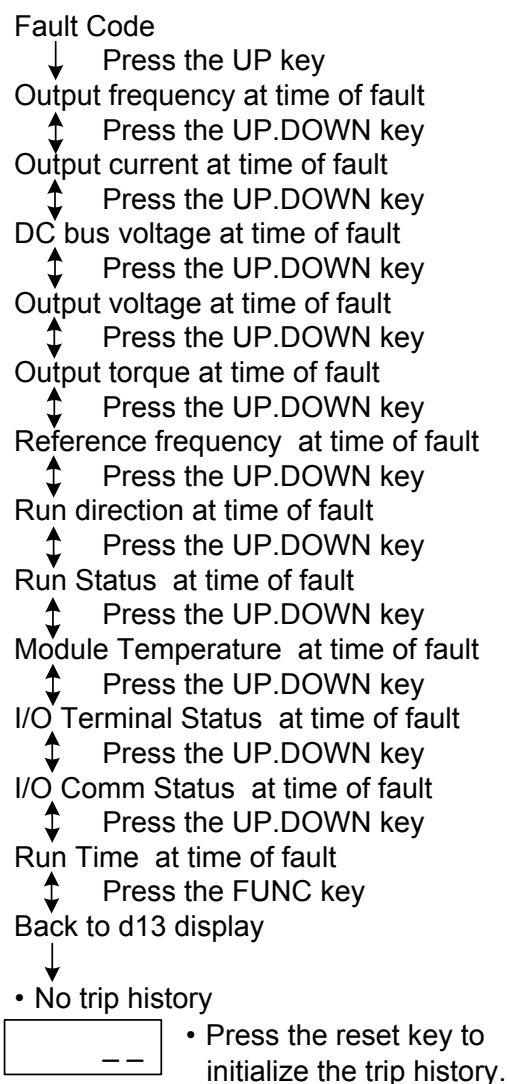 Fault Code
Press the UP key
Output frequency at time of fault
Press the UP.DOWN key
Output current at time of fault
Press the UP.DOWN key
DC bus voltage at time of fault
Press the UP.DOWN key
Output voltage at time of fault
Press the UP.DOWN key
Output torque at time of fault
Press the UP.DOWN key
Reference frequency at time of fault
Press the UP.DOWN key
Run direction at time of fault
Press the UP.DOWN key
Run Status at time of fault
Press the UP.DOWN key
Module Temperature at time of fault
Press the UP.DOWN key
I/O Terminal Status at time of fault
Press the UP.DOWN key
I/O Comm Status at time of fault
Press the UP.DOWN key
Run Time at time of fault
Press the FUNC key
Back to d13 display
• No trip history
_ _
• Press the reset key to
initialize the trip history.